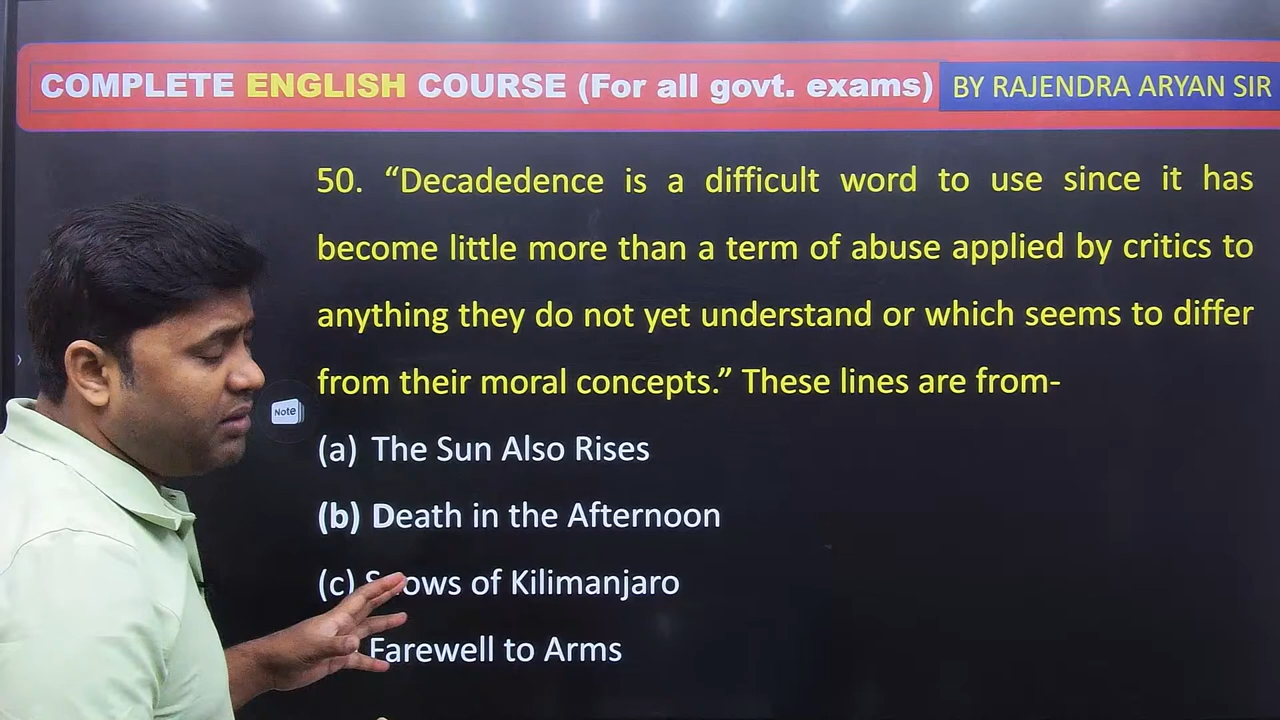 COMPLETE ENGLISH COURSE (For all govt. exams) BY RAJENDRA ARYAN SIR
50. “Decadedence is a difficult word to use since it has
become little more than a term of abuse applied by critics to
anything they do not yet understand or which seems to differ
from their moral concepts.” These lines are from-
Note
(a) The Sun Also Rises
(b) Death in the Afternoon
(c) Snows of Kilimanjaro
Farewell to Arms